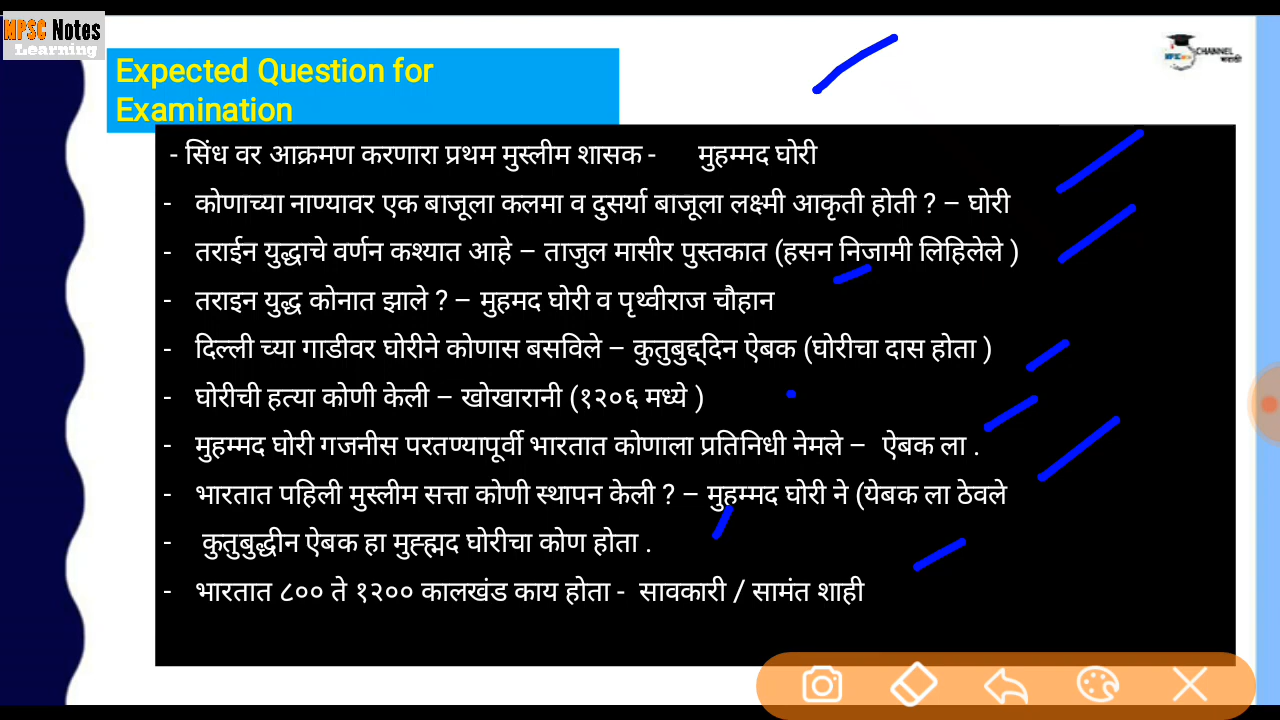 MPSC Notes
Learning
CHANNEL
मराठी
Expected Question for
Examination
- सिंध वर आक्रमण करणारा प्रथम मुस्लीम शासक - मुहम्मद घोरी
- कोणाच्या नाण्यावर एक बाजूला कलमा व दुसर्या बाजूला लक्ष्मी आकृती होती ? – घोरी
- तराईन युद्धाचे वर्णन कश्यात आहे – ताजुल मासीर पुस्तकात (हसन निजामी लिहिलेले )
- तराइन युद्ध कोनात झाले ? – मुहमद घोरी व पृथ्वीराज चौहान
- दिल्ली च्या गाडीवर घोरीने कोणास बसविले – कुतुबुद्द्दिन ऐबक (घोरीचा दास होता )
- घोरीची हत्या कोणी केली – खोखारानी (१२०६ मध्ये )
- मुहम्मद घोरी गजनीस परतण्यापूर्वी भारतात कोणाला प्रतिनिधी नेमले – ऐबक ला .
- भारतात पहिली मुस्लीम सत्ता कोणी स्थापन केली ? – मुहम्मद घोरी ने (येबक ला ठेवले
- कुतुबुद्धीन ऐबक हा मुह्ह्मद घोरीचा कोण होता .
- भारतात ८०० ते १२०० कालखंड काय होता - सावकारी / सामंत शाही